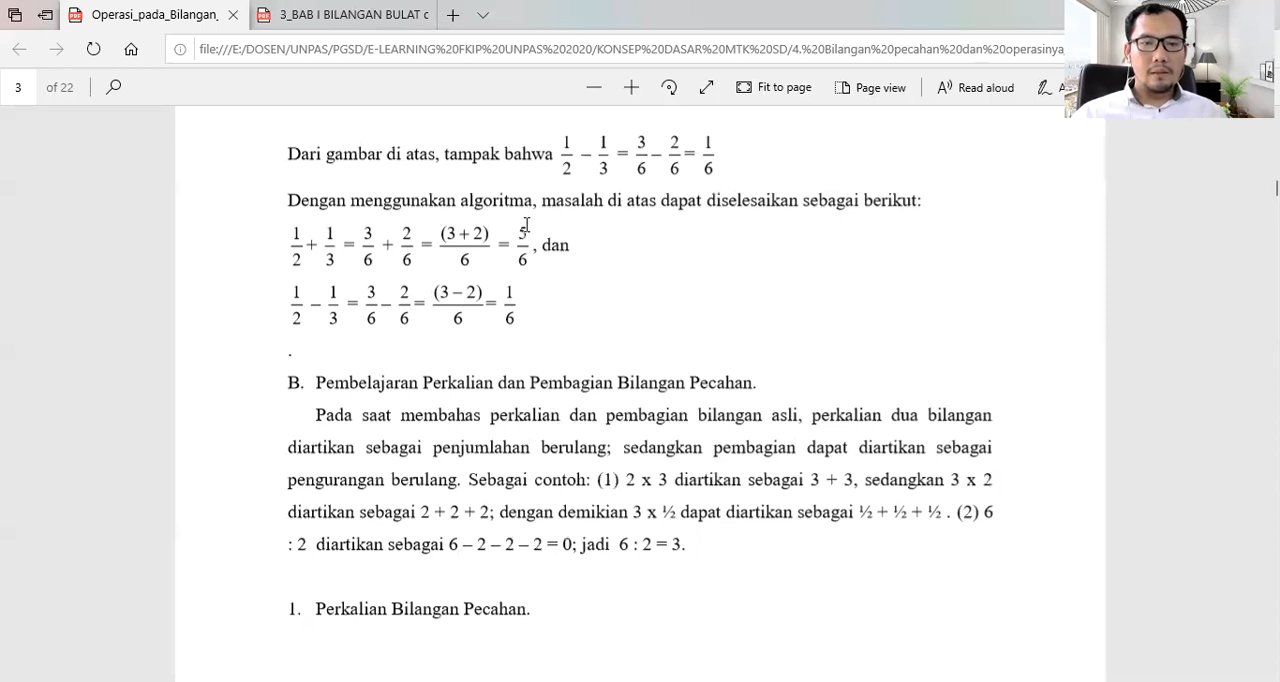 Operasi_pada_Bilangan_
3_BAB I BILANGAN BULAT c
file:///E:/DOSEN/UNPAS/PGSD/E-LEARNING%20FKIP%20UNPAS%202020/KONSEP%20DASAR%20MTK%20SD/4.%20Bilangan%20pecahan%20dan%20operasinya
3 of 22
Fit to page
Page view
Read aloud
Dari gambar di atas, tampak bahwa 1/2 − 1/3 = 3/6 − 2/6 = 1/6
Dengan menggunakan algoritma, masalah di atas dapat diselesaikan sebagai berikut:
1/2 + 1/3 = 3/6 + 2/6 = (3 + 2)/6 = 5/6 , dan
1/2 − 1/3 = 3/6 − 2/6 = (3 − 2)/6 = 1/6
.
B. Pembelajaran Perkalian dan Pembagian Bilangan Pecahan.
Pada saat membahas perkalian dan pembagian bilangan asli, perkalian dua bilangan
diartikan sebagai penjumlahan berulang; sedangkan pembagian dapat diartikan sebagai
pengurangan berulang. Sebagai contoh: (1) 2 x 3 diartikan sebagai 3 + 3, sedangkan 3 x 2
diartikan sebagai 2 + 2 + 2; dengan demikian 3 x ½ dapat diartikan sebagai ½ + ½ + ½ . (2) 6
: 2 diartikan sebagai 6 – 2 – 2 – 2 = 0; jadi 6 : 2 = 3.
1. Perkalian Bilangan Pecahan.